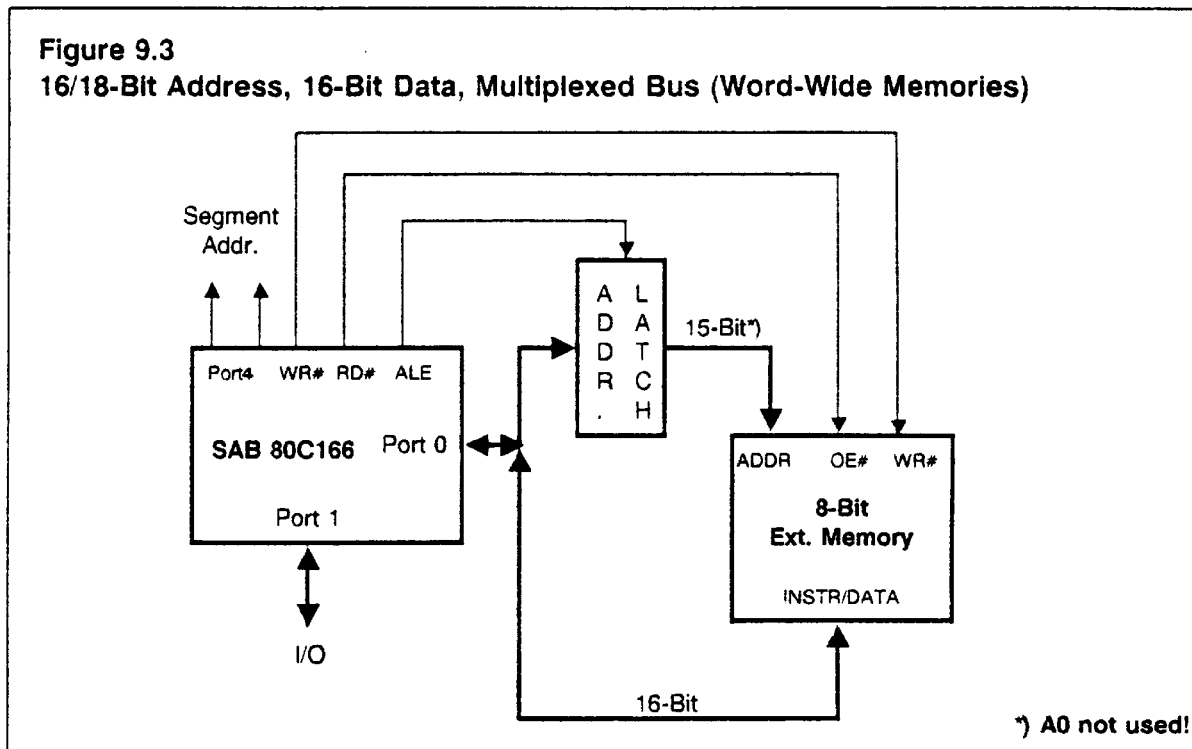 Figure 9.3
16/18-Bit Address, 16-Bit Data, Multiplexed Bus (Word-Wide Memories)
Segment
Addr.
ADDR.
LATCH
15-Bit*)
Port4 WR# RD# ALE
SAB 80C166 Port 0
Port 1
ADDR OE# WR#
8-Bit
Ext. Memory
INSTR/DATA
I/O
16-Bit
*) A0 not used!